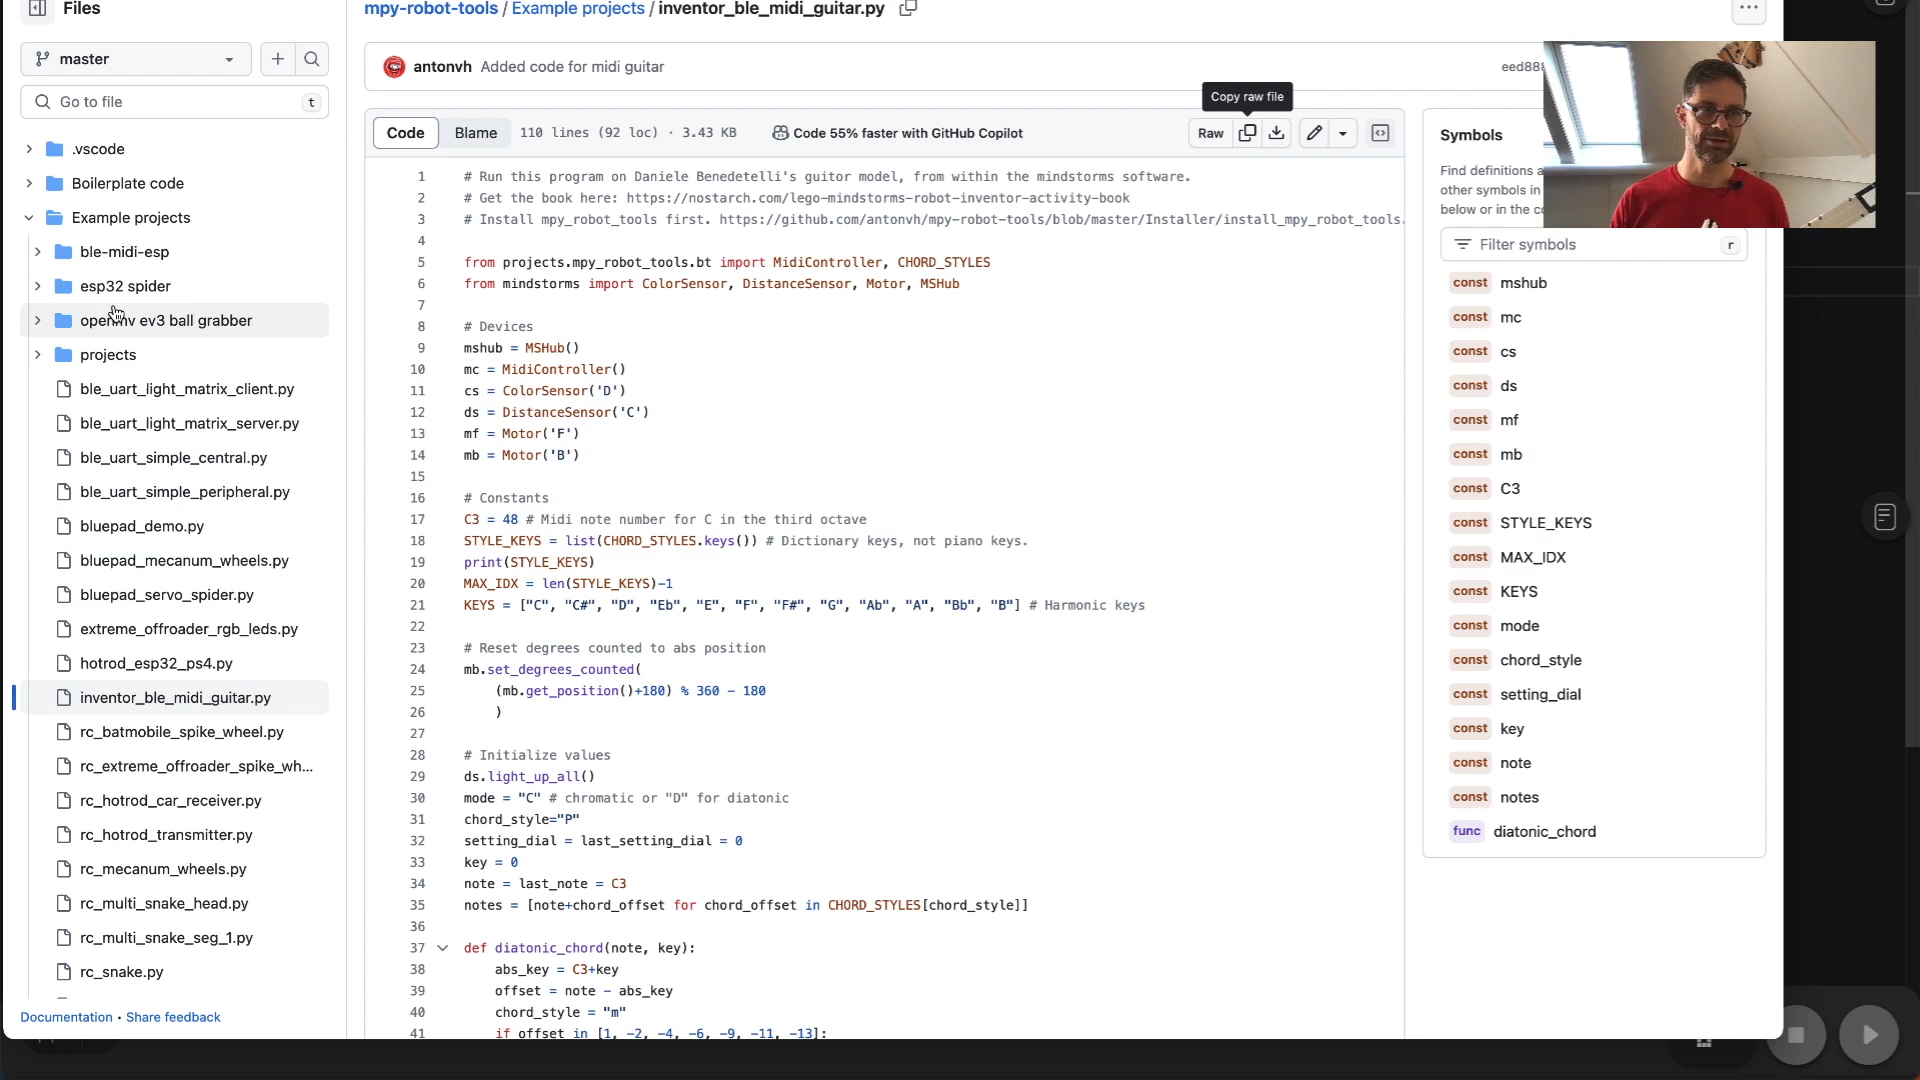 Files
mpy-robot-tools / Example projects / inventor_ble_midi_guitar.py
master
Go to file
t
antonvh Added code for midi guitar
Copy raw file
Code
Blame
110 lines (92 loc) · 3.43 KB
Code 55% faster with GitHub Copilot
Raw
.vscode
Boilerplate code
Example projects
ble-midi-esp
esp32 spider
openmv ev3 ball grabber
projects
ble_uart_light_matrix_client.py
ble_uart_light_matrix_server.py
ble_uart_simple_central.py
ble_uart_simple_peripheral.py
bluepad_demo.py
bluepad_mecanum_wheels.py
bluepad_servo_spider.py
extreme_offroader_rgb_leds.py
hotrod_esp32_ps4.py
inventor_ble_midi_guitar.py
rc_batmobile_spike_wheel.py
rc_extreme_offroader_spike_wh...
rc_hotrod_car_receiver.py
rc_hotrod_transmitter.py
rc_mecanum_wheels.py
rc_multi_snake_head.py
rc_multi_snake_seg_1.py
rc_snake.py
Documentation • Share feedback
1 # Run this program on Daniele Benedetelli's guitor model, from within the mindstorms software.
2 # Get the book here: https://nostarch.com/lego-mindstorms-robot-inventor-activity-book
3 # Install mpy_robot_tools first. https://github.com/antonvh/mpy-robot-tools/blob/master/Installer/install_mpy_robot_tools.
4
5 from projects.mpy_robot_tools.bt import MidiController, CHORD_STYLES
6 from mindstorms import ColorSensor, DistanceSensor, Motor, MSHub
7
8 # Devices
9 mshub = MSHub()
10 mc = MidiController()
11 cs = ColorSensor('D')
12 ds = DistanceSensor('C')
13 mf = Motor('F')
14 mb = Motor('B')
15
16 # Constants
17 C3 = 48 # Midi note number for C in the third octave
18 STYLE_KEYS = list(CHORD_STYLES.keys()) # Dictionary keys, not piano keys.
19 print(STYLE_KEYS)
20 MAX_IDX = len(STYLE_KEYS)-1
21 KEYS = ["C", "C#", "D", "Eb", "E", "F", "F#", "G", "Ab", "A", "Bb", "B"] # Harmonic keys
22
23 # Reset degrees counted to abs position
24 mb.set_degrees_counted(
25 (mb.get_position()+180) % 360 - 180
26 )
27
28 # Initialize values
29 ds.light_up_all()
30 mode = "C" # chromatic or "D" for diatonic
31 chord_style="P"
32 setting_dial = last_setting_dial = 0
33 key = 0
34 note = last_note = C3
35 notes = [note+chord_offset for chord_offset in CHORD_STYLES[chord_style]]
36
37 def diatonic_chord(note, key):
38 abs_key = C3+key
39 offset = note - abs_key
40 chord_style = "m"
41 if offset in [1, -2, -4, -6, -9, -11, -13]:
Symbols
Find definitions
other symbols in
below or in the
Filter symbols
r
const mshub
const mc
const cs
const ds
const mf
const mb
const C3
const STYLE_KEYS
const MAX_IDX
const KEYS
const mode
const chord_style
const setting_dial
const key
const note
const notes
func diatonic_chord